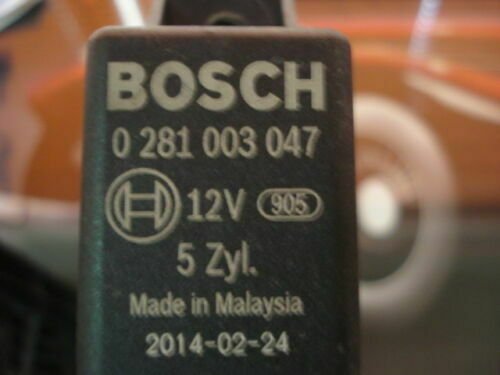 BOSCH
0 281 003 047
12V 905
5 Zyl.
Made in Malaysia
2014-02-24